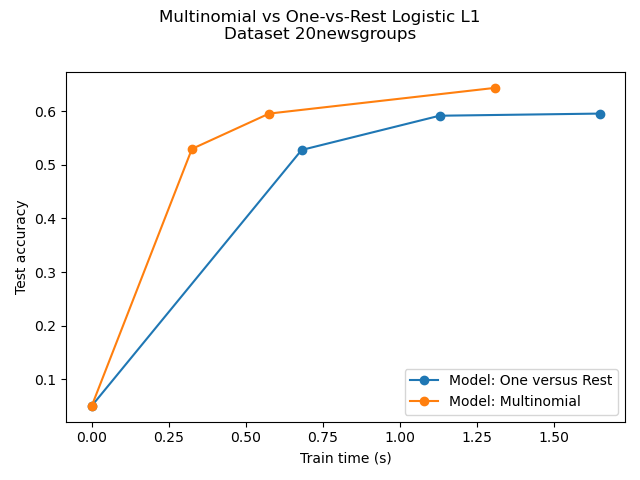 Multinomial vs One-vs-Rest Logistic L1
Dataset 20newsgroups
0.6
0.5
0.4
0.3
0.2
0.1
Test accuracy
0.00 0.25 0.50 0.75 1.00 1.25 1.50
Train time (s)
Model: One versus Rest
Model: Multinomial